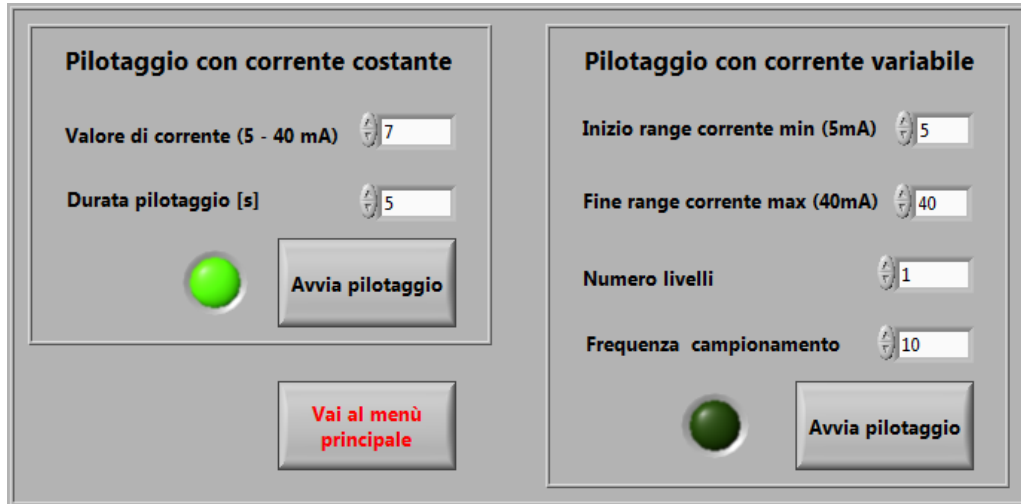 Pilotaggio con corrente costante
Valore di corrente (5 - 40 mA) 7
Durata pilotaggio [s] 5
Avvia pilotaggio
Vai al menù
principale
Pilotaggio con corrente variabile
Inizio range corrente min (5mA) 5
Fine range corrente max (40mA) 40
Numero livelli 1
Frequenza campionamento 10
Avvia pilotaggio